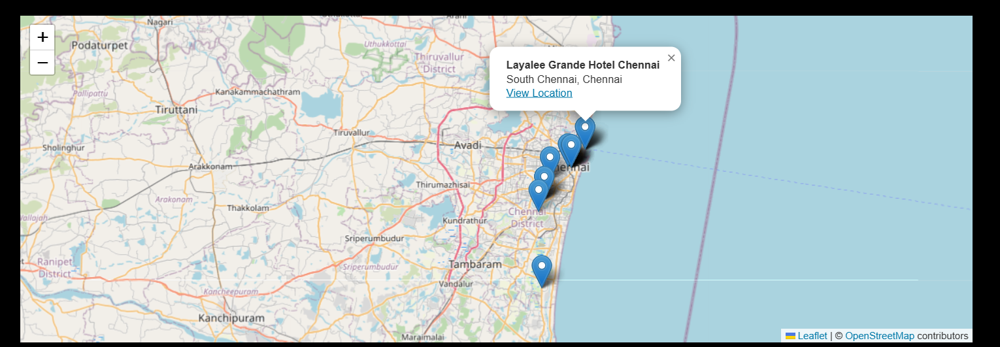 Nagari
+
Podaturpet
−
Uthukkottai
Thiruvallur
District
Layalee Grande Hotel Chennai
×
South Chennai, Chennai
View Location
Pallipattu
Kanakammachathram
Tiruttani
Tiruvallur
Avadi
Sholinghur
Arakkonam
Thirumazhisai
Arakonam
Thakkolam
Chennai
District
Kundrathur
Sriperumbudur
Ranipet
District
Sriperumbudur
Tambaram
Vandalur
Kancheepuram
Kanchipuram
Maraimalai
Leaflet | © OpenStreetMap contributors